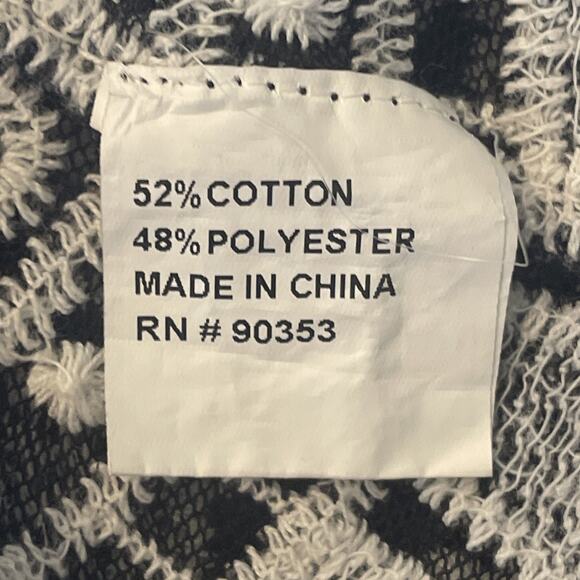 52% COTTON
48% POLYESTER
MADE IN CHINA
RN # 90353